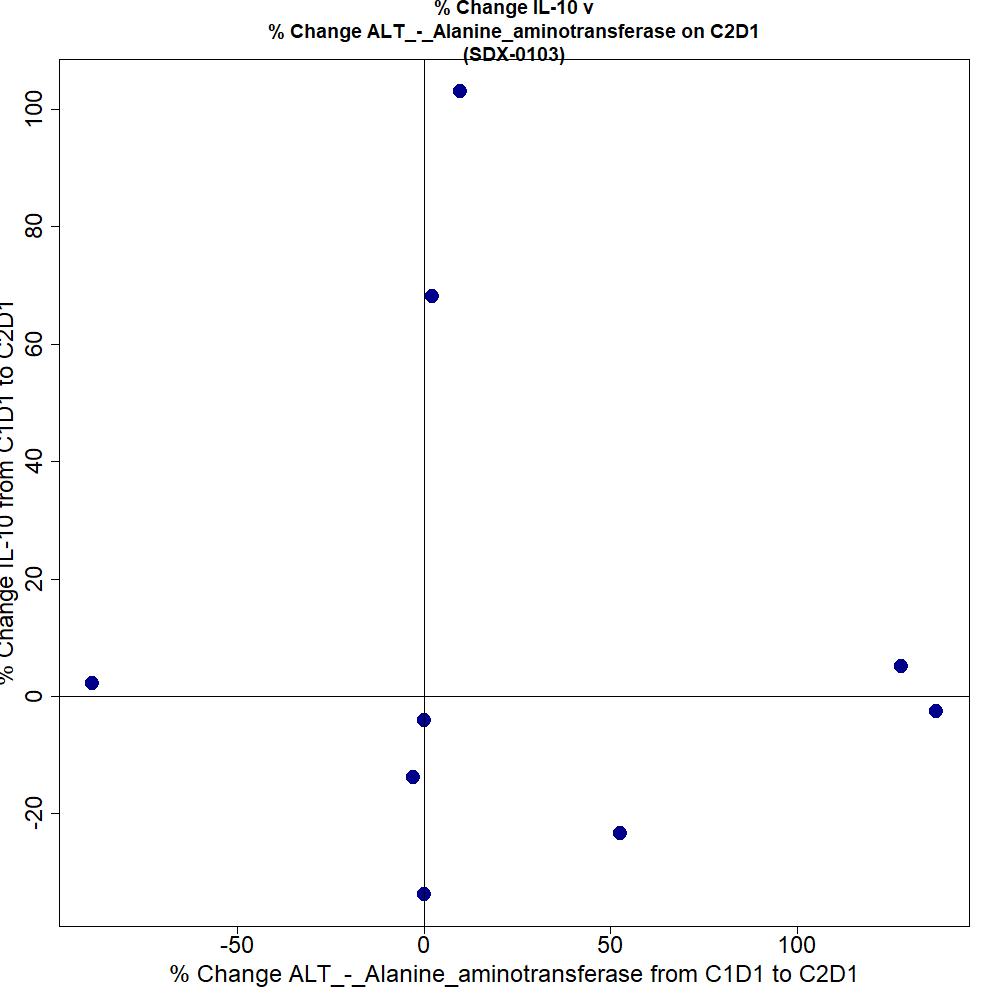 % Change IL-10 v
% Change ALT_-_Alanine_aminotransferase on C2D1
(SDX-0103)
% Change IL-10 from C1D1 to C2D1
100
80
60
40
20
0
-20
-50
0
50
100
% Change ALT_-_Alanine_aminotransferase from C1D1 to C2D1